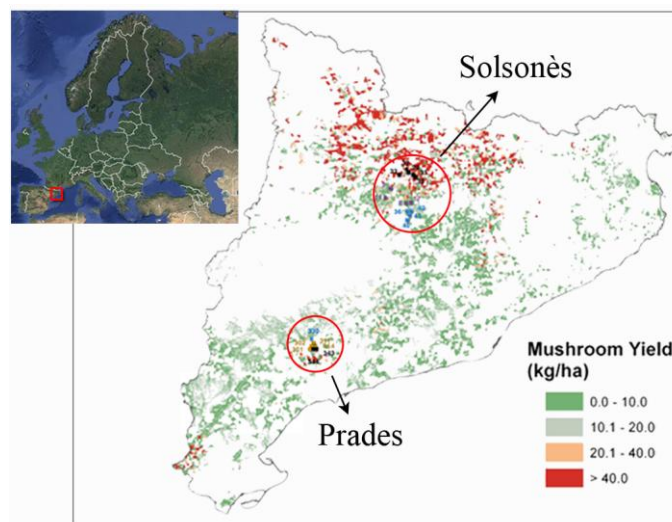 Solsonès
Prades
Mushroom Yield
(kg/ha)
0.0 - 10.0
10.1 - 20.0
20.1 - 40.0
> 40.0